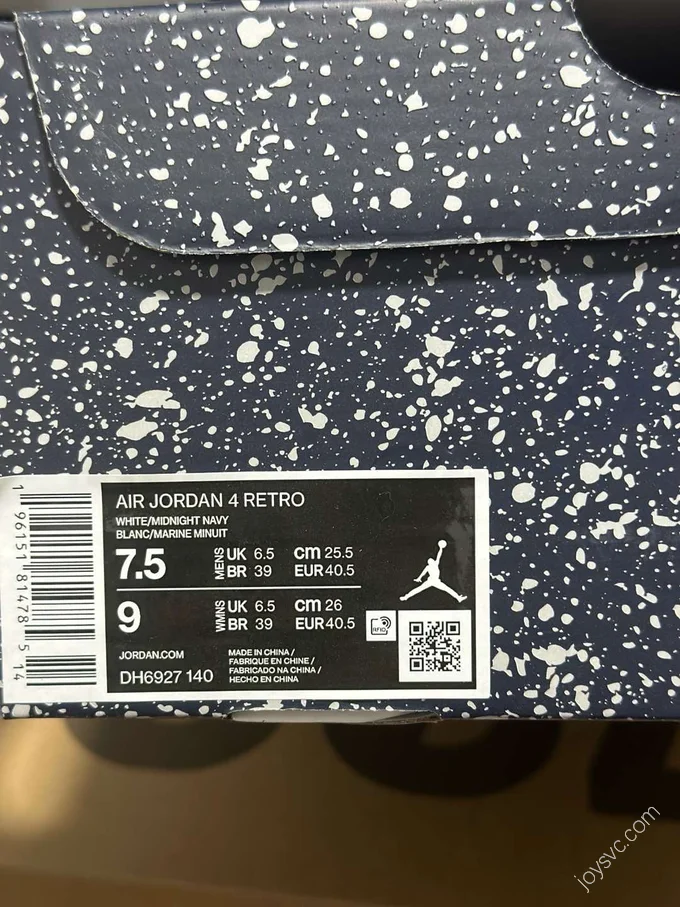 AIR JORDAN 4 RETRO
WHITE/MIDNIGHT NAVY
BLANC/MARINE MINUIT
7.5 MENS UK 6.5 cm 25.5
BR 39 EUR 40.5
9 WMNS UK 6.5 cm 26
BR 39 EUR 40.5
RFID
JORDAN.COM
DH6927 140
MADE IN CHINA /
FABRIQUE EN CHINE /
FABRICADO NA CHINA /
HECHO EN CHINA
1 96151 81478 5 14
joysvc.com